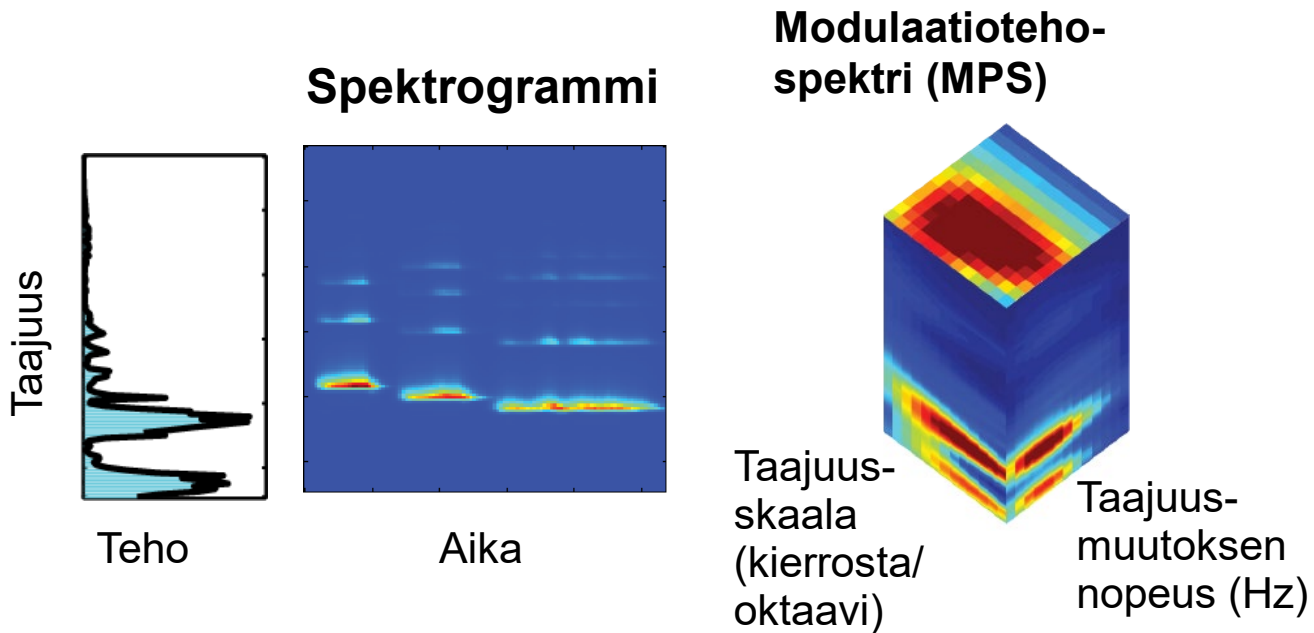 Modulaatioteho-
spektri (MPS)
Spektrogrammi
Taajuus
Teho
Aika
Taajuus-
skaala
(kierrosta/
oktaavi)
Taajuus-
muutoksen
nopeus (Hz)